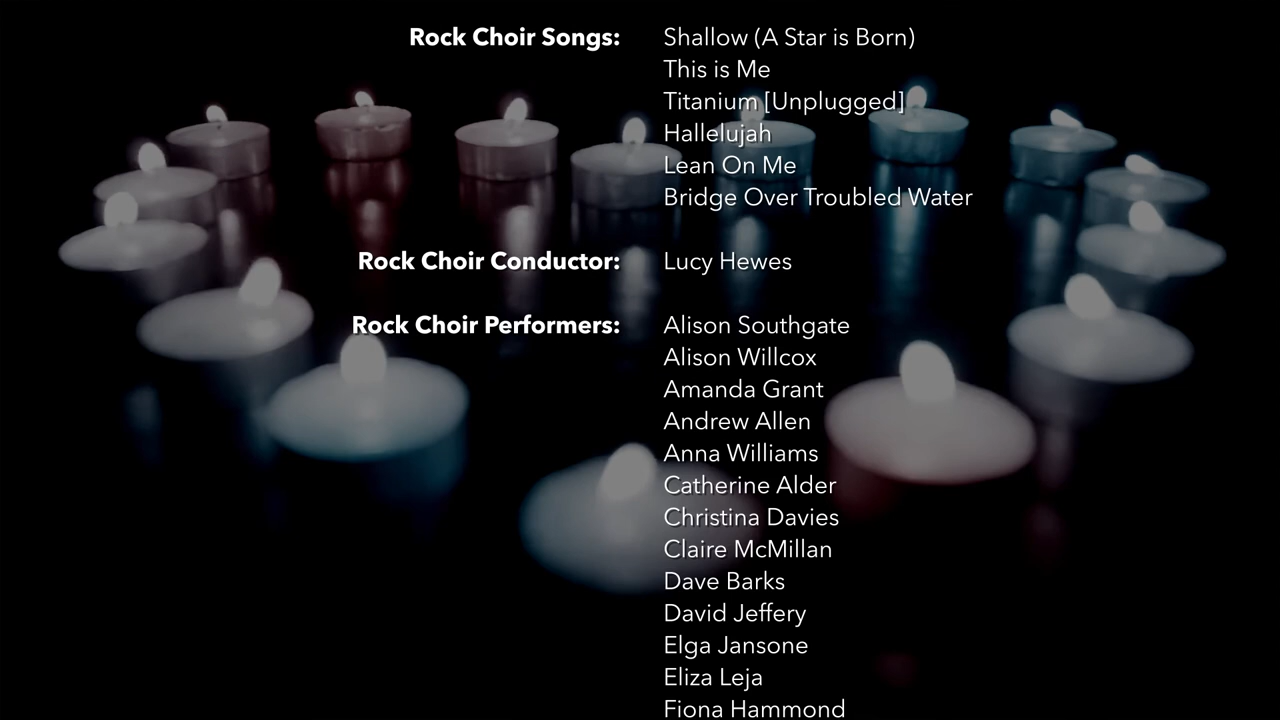 Rock Choir Songs: Shallow (A Star is Born)
This is Me
Titanium [Unplugged]
Hallelujah
Lean On Me
Bridge Over Troubled Water
Rock Choir Conductor: Lucy Hewes
Rock Choir Performers: Alison Southgate
Alison Willcox
Amanda Grant
Andrew Allen
Anna Williams
Catherine Alder
Christina Davies
Claire McMillan
Dave Barks
David Jeffery
Elga Jansone
Eliza Leja
Fiona Hammond